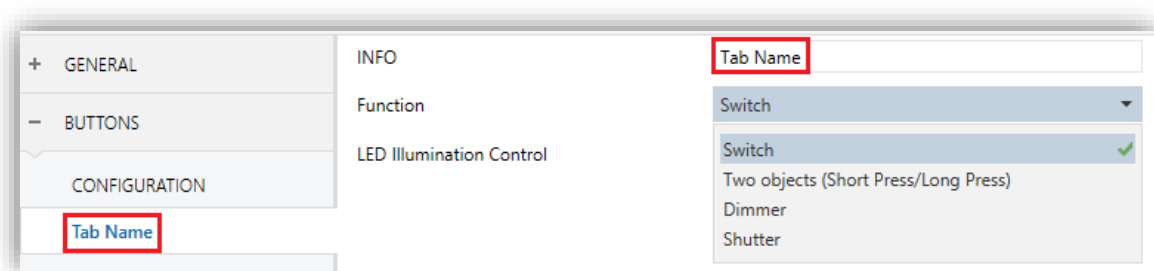 + GENERAL
− BUTTONS
CONFIGURATION
Tab Name
INFO
Tab Name
Function
Switch
LED Illumination Control
Switch
Two objects (Short Press/Long Press)
Dimmer
Shutter